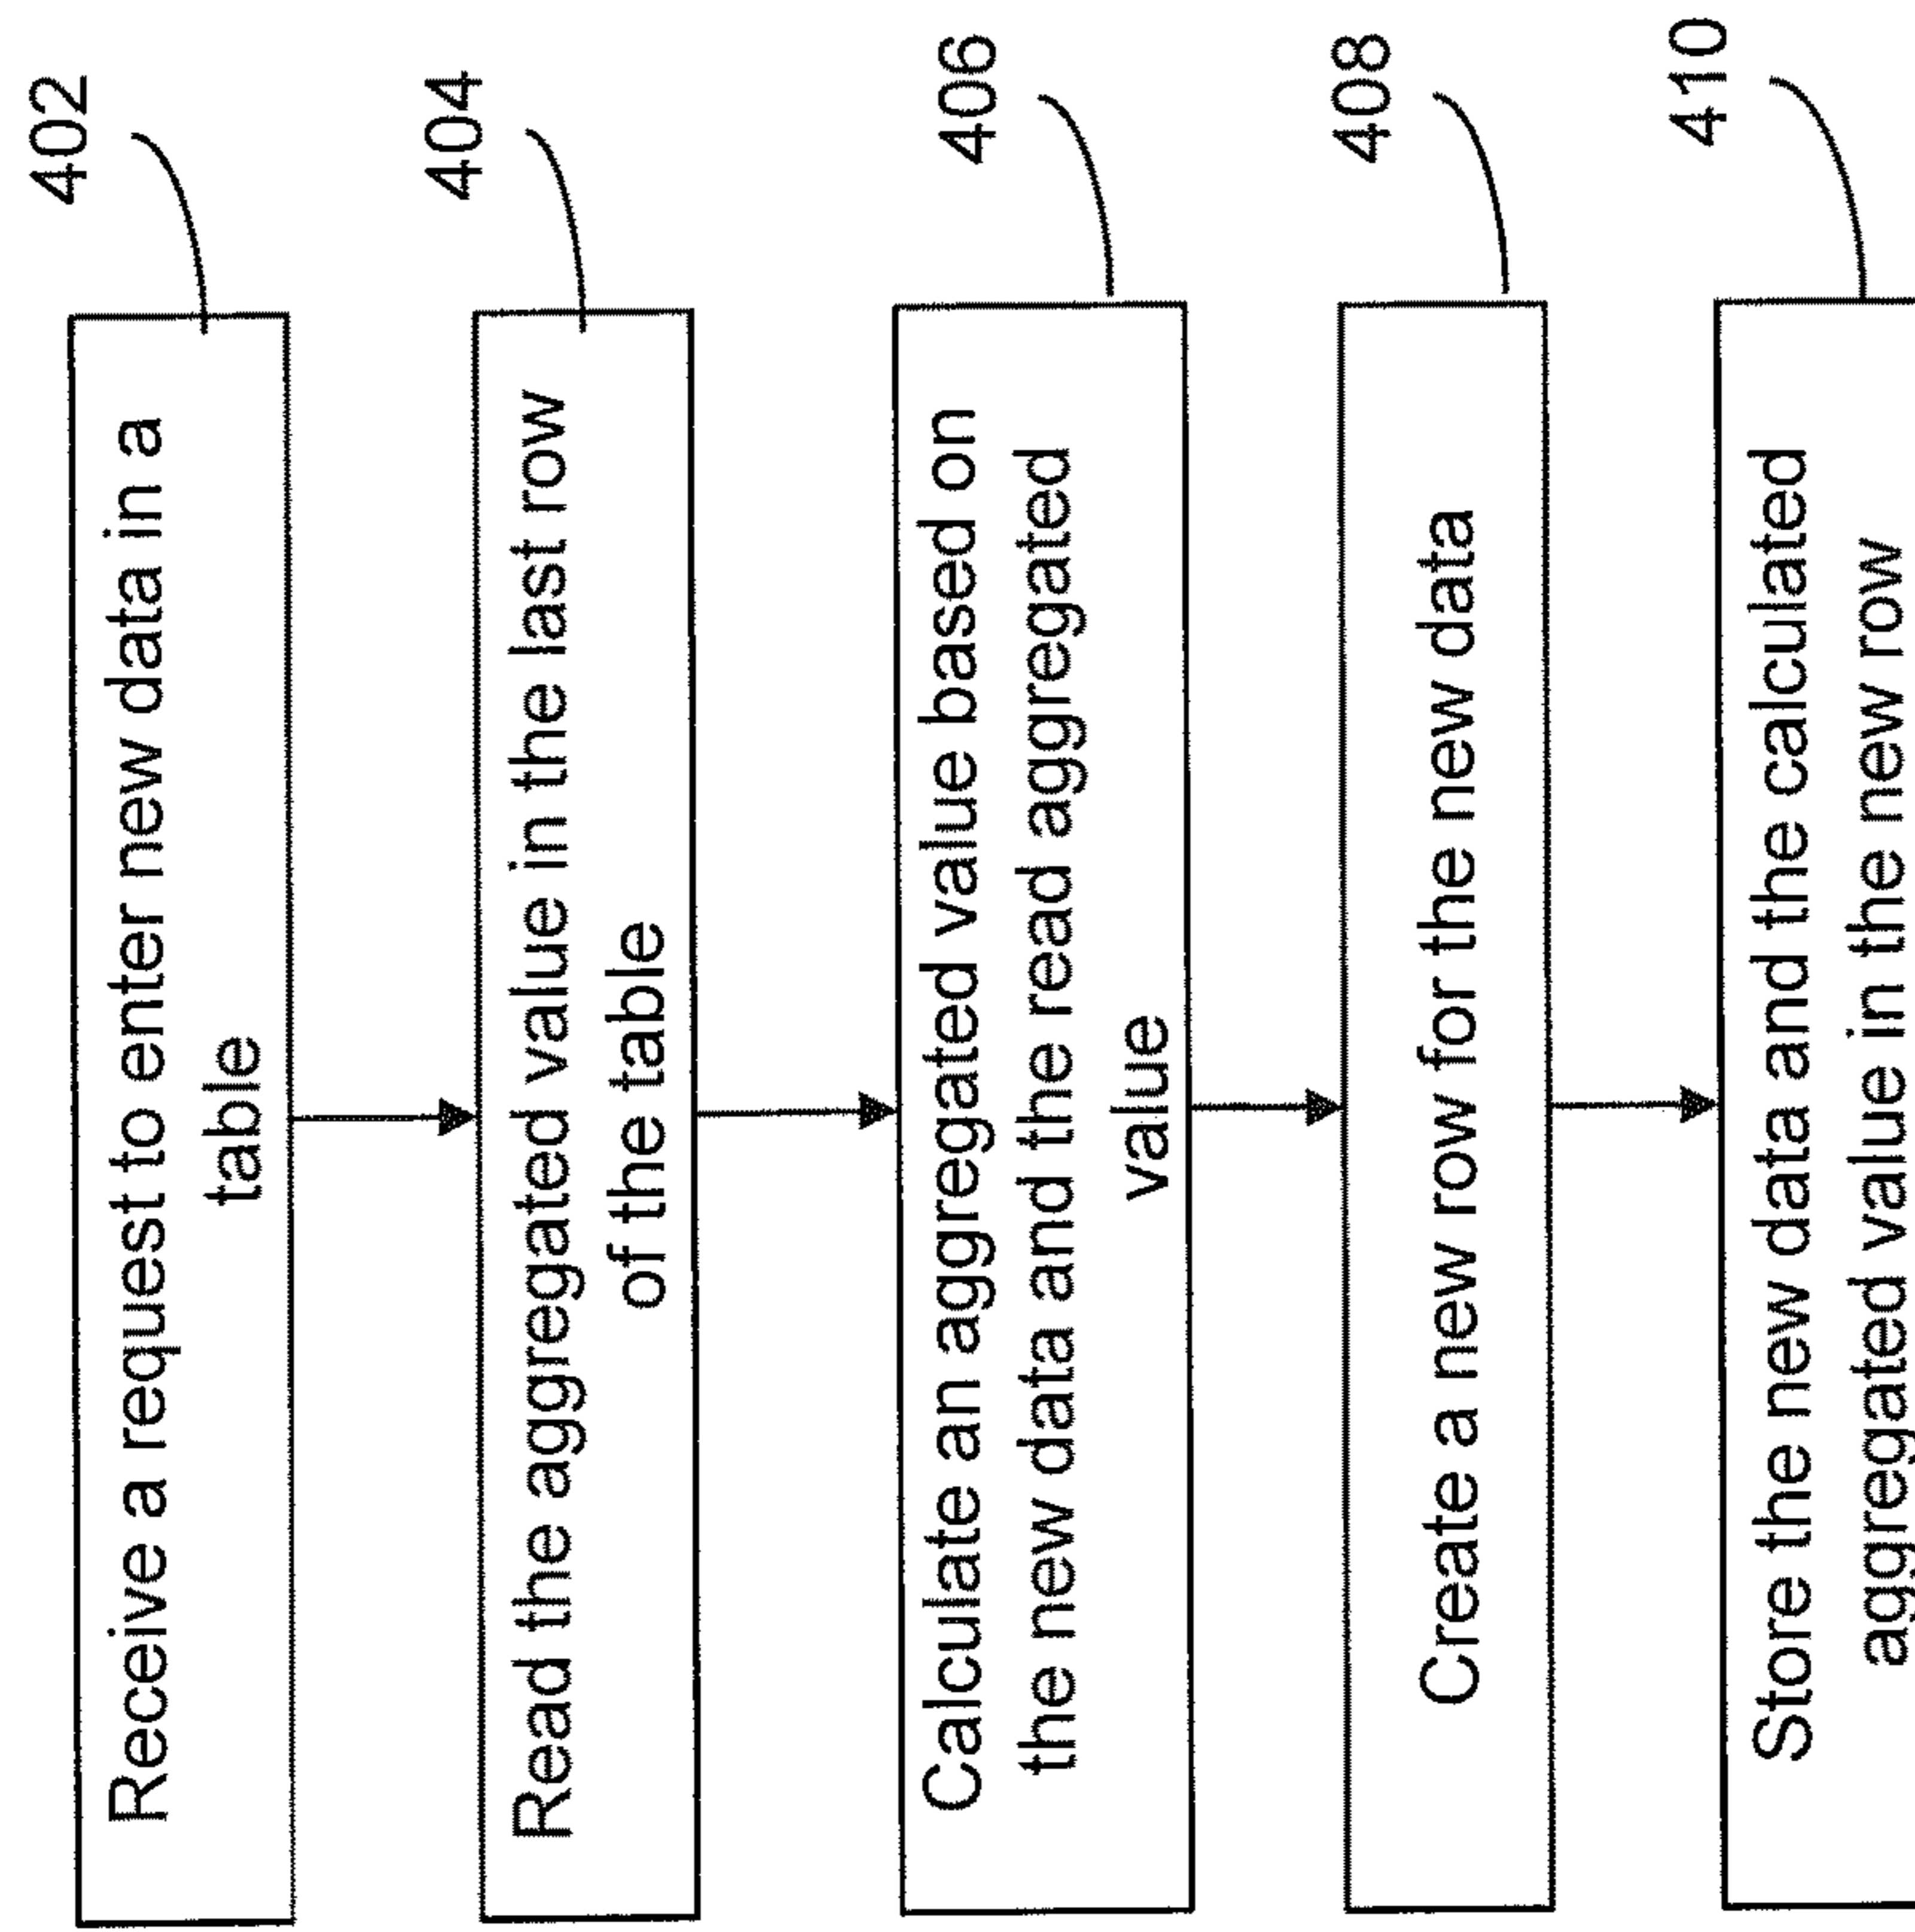 402
Receive a request to enter new data in a
table
404
Read the aggregated value in the last row
of the table
406
Calculate an aggregated value based on
the new data and the read aggregated
value
408
Create a new row for the new data
410
Store the new data and the calculated
aggregated value in the new row